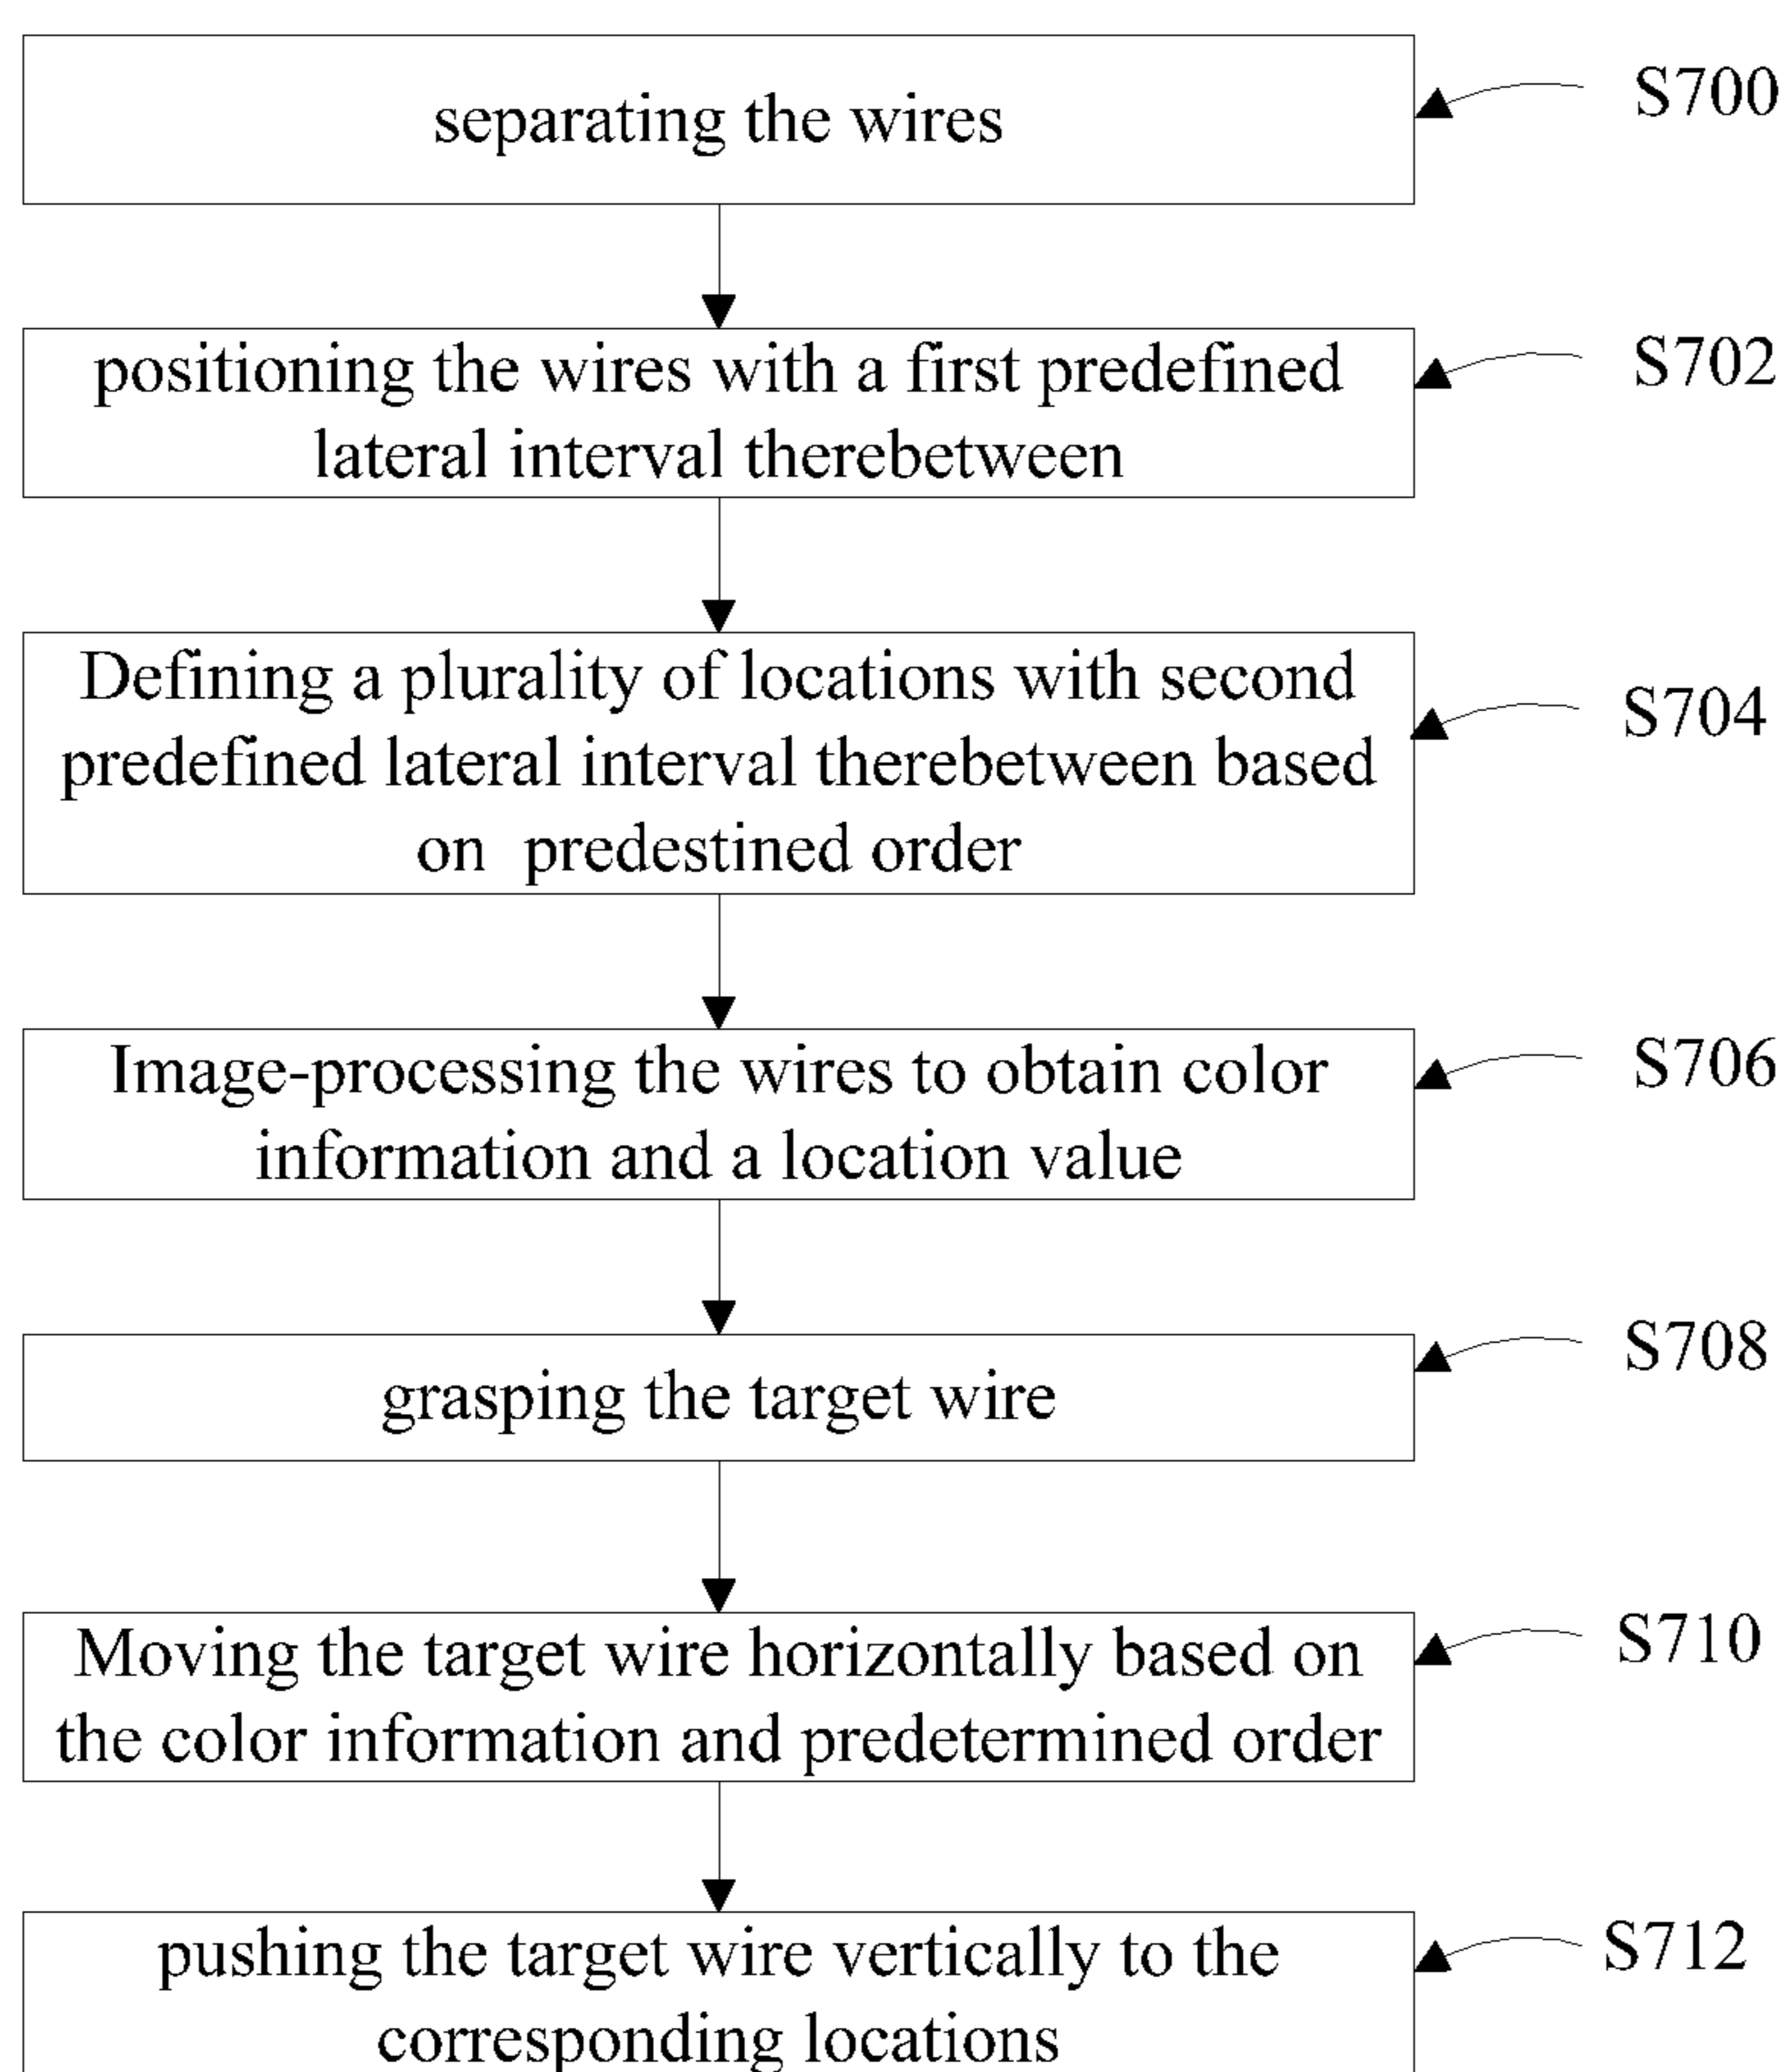 separating the wires
S700
positioning the wires with a first predefined
lateral interval therebetween
S702
Defining a plurality of locations with second
predefined lateral interval therebetween based
on predestined order
S704
Image-processing the wires to obtain color
information and a location value
S706
grasping the target wire
S708
Moving the target wire horizontally based on
the color information and predetermined order
S710
pushing the target wire vertically to the
corresponding locations
S712